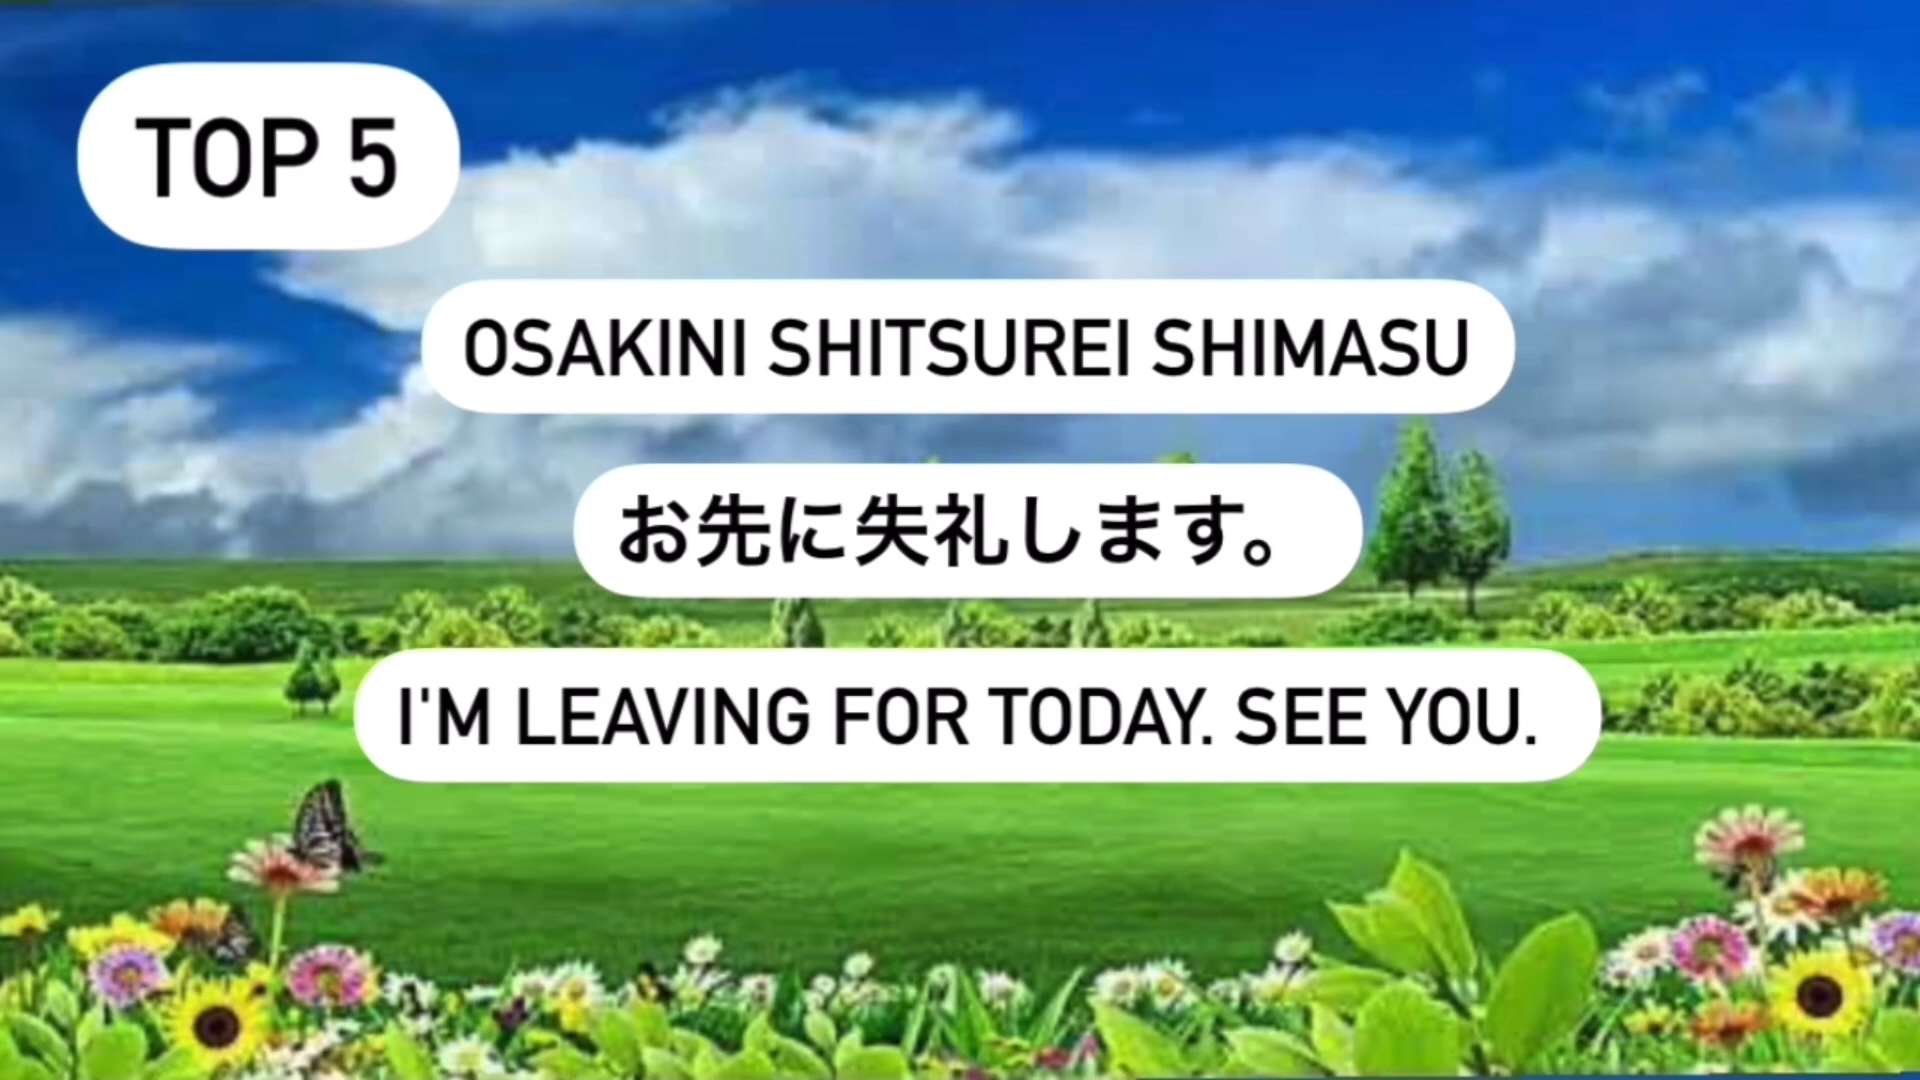 TOP 5
OSAKINI SHITSUREI SHIMASU
お先に失礼します。
I'M LEAVING FOR TODAY. SEE YOU.